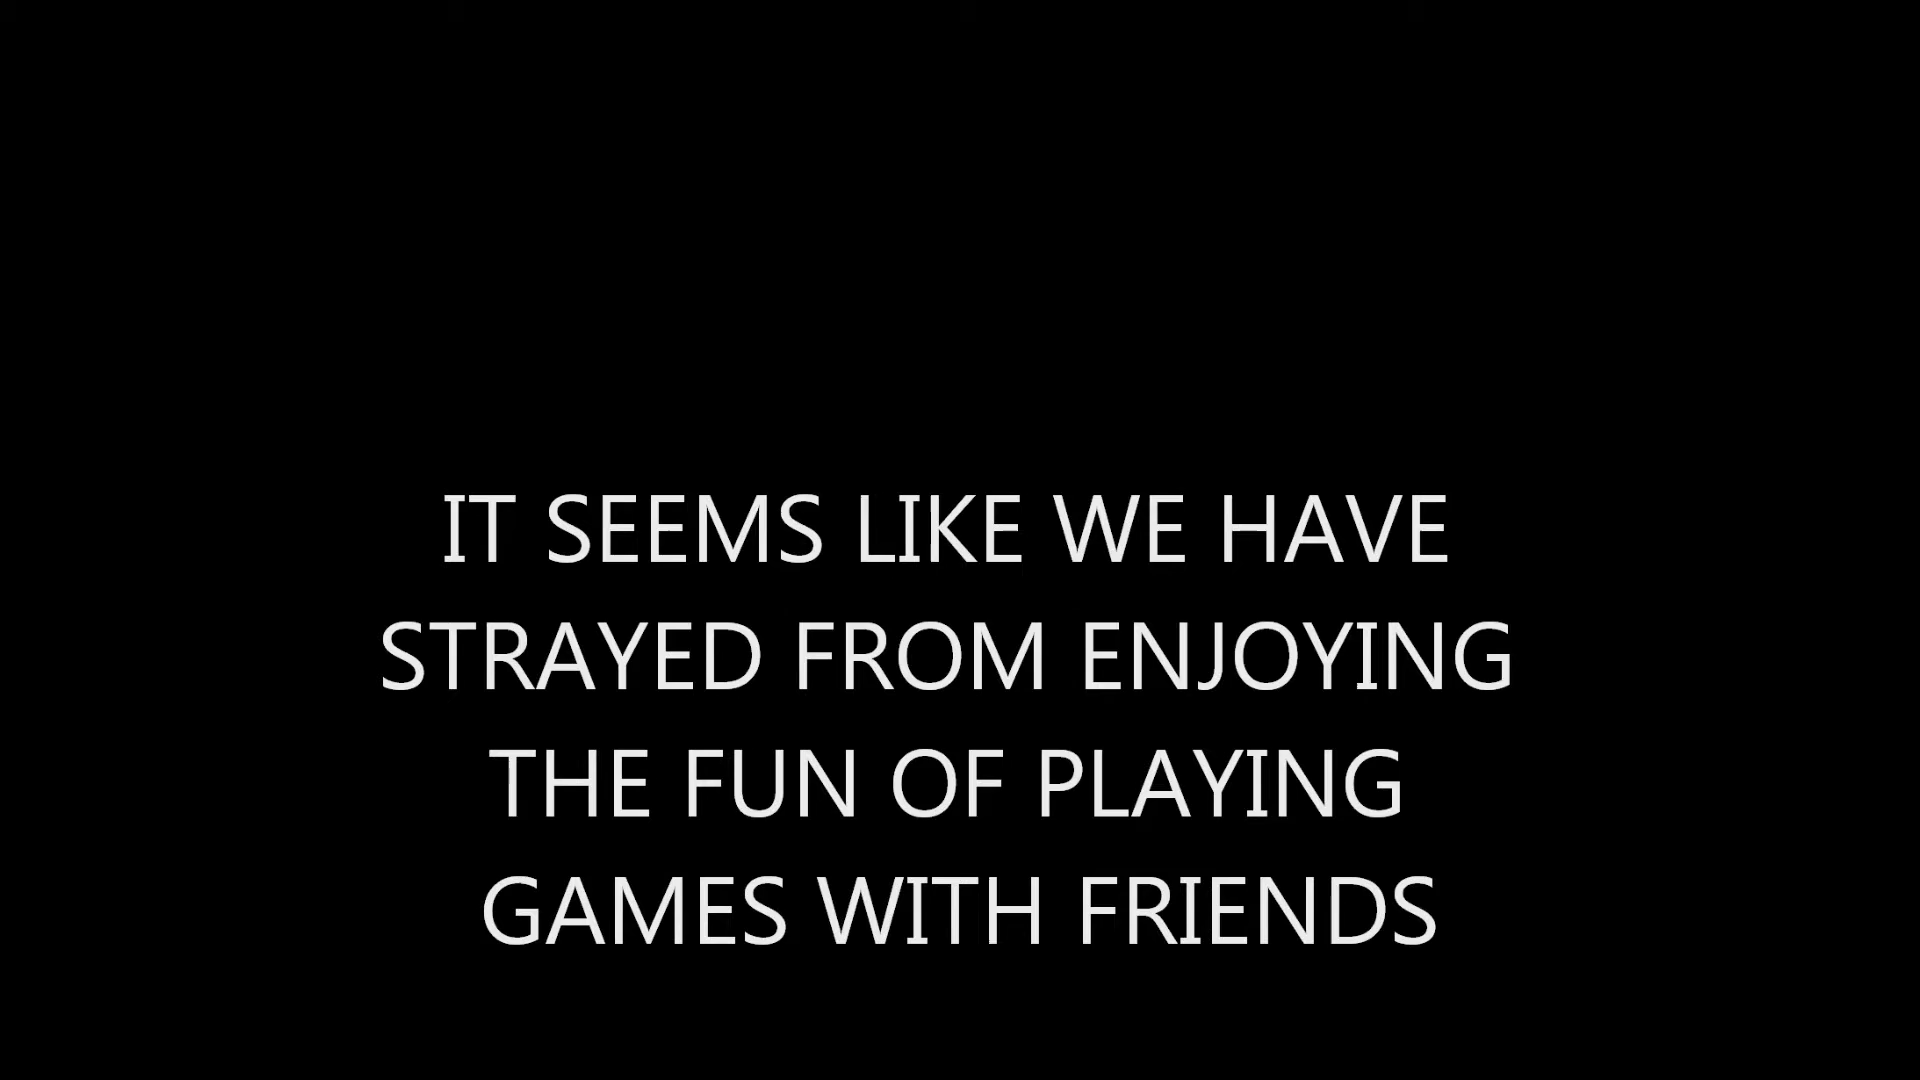 IT SEEMS LIKE WE HAVE
STRAYED FROM ENJOYING
THE FUN OF PLAYING
GAMES WITH FRIENDS